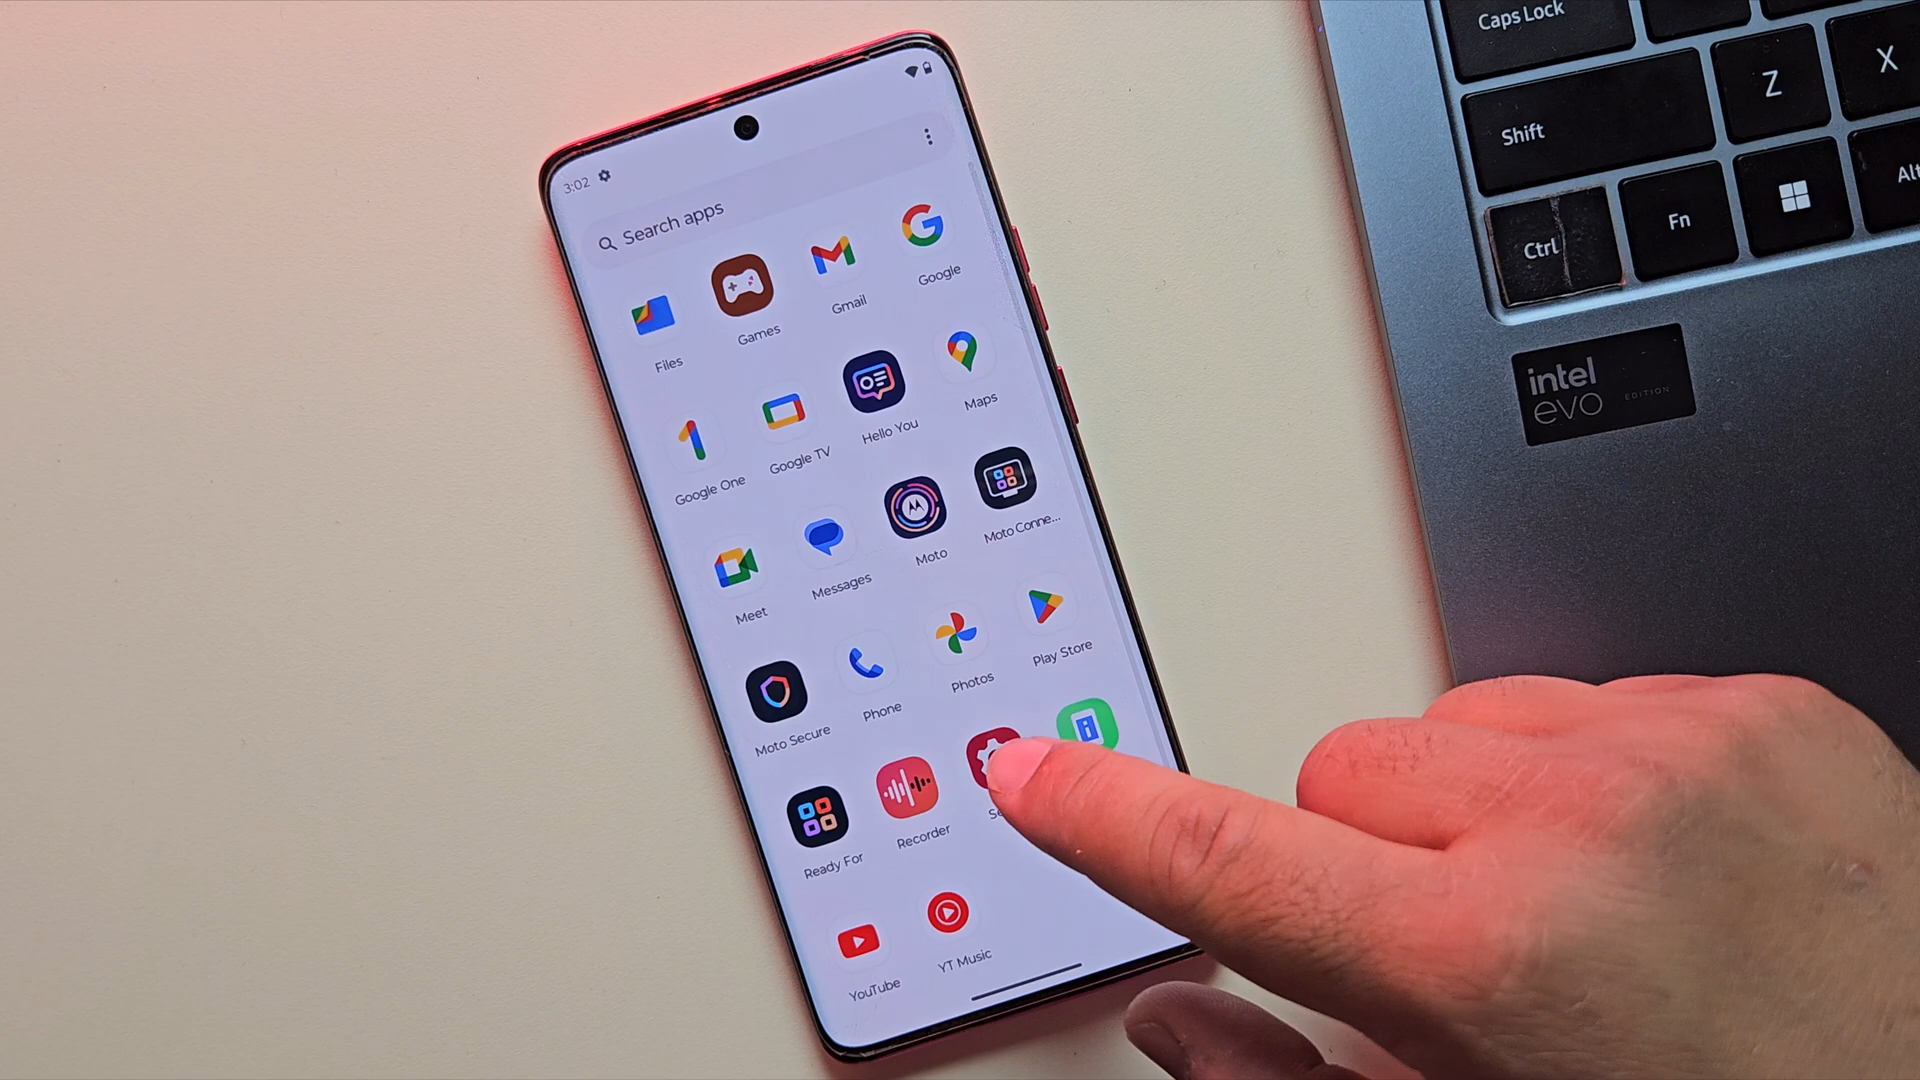 3:02
Search apps
Files
Games
Gmail
Google
Google One
Google TV
Hello You
Maps
Meet
Messages
Moto
Moto Conne...
Moto Secure
Phone
Photos
Play Store
Ready For
Recorder
Se
YouTube
YT Music
Caps Lock
Shift
Z
X
Ctrl
Fn
Alt
intel
evo EDITION